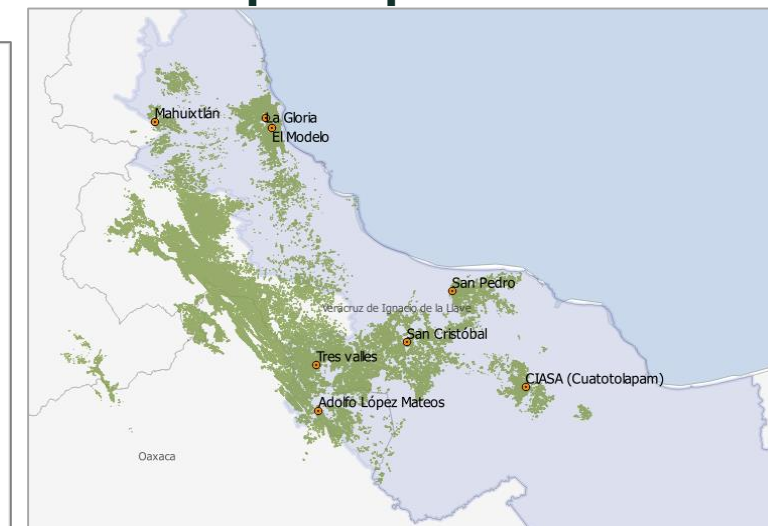 Mahuixtlán
La Gloria
El Modelo
San Pedro
Veracruz de Ignacio de la Llave
San Cristóbal
Tres valles
CIASA (Cuatotolapam)
Adolfo López Mateos
Oaxaca